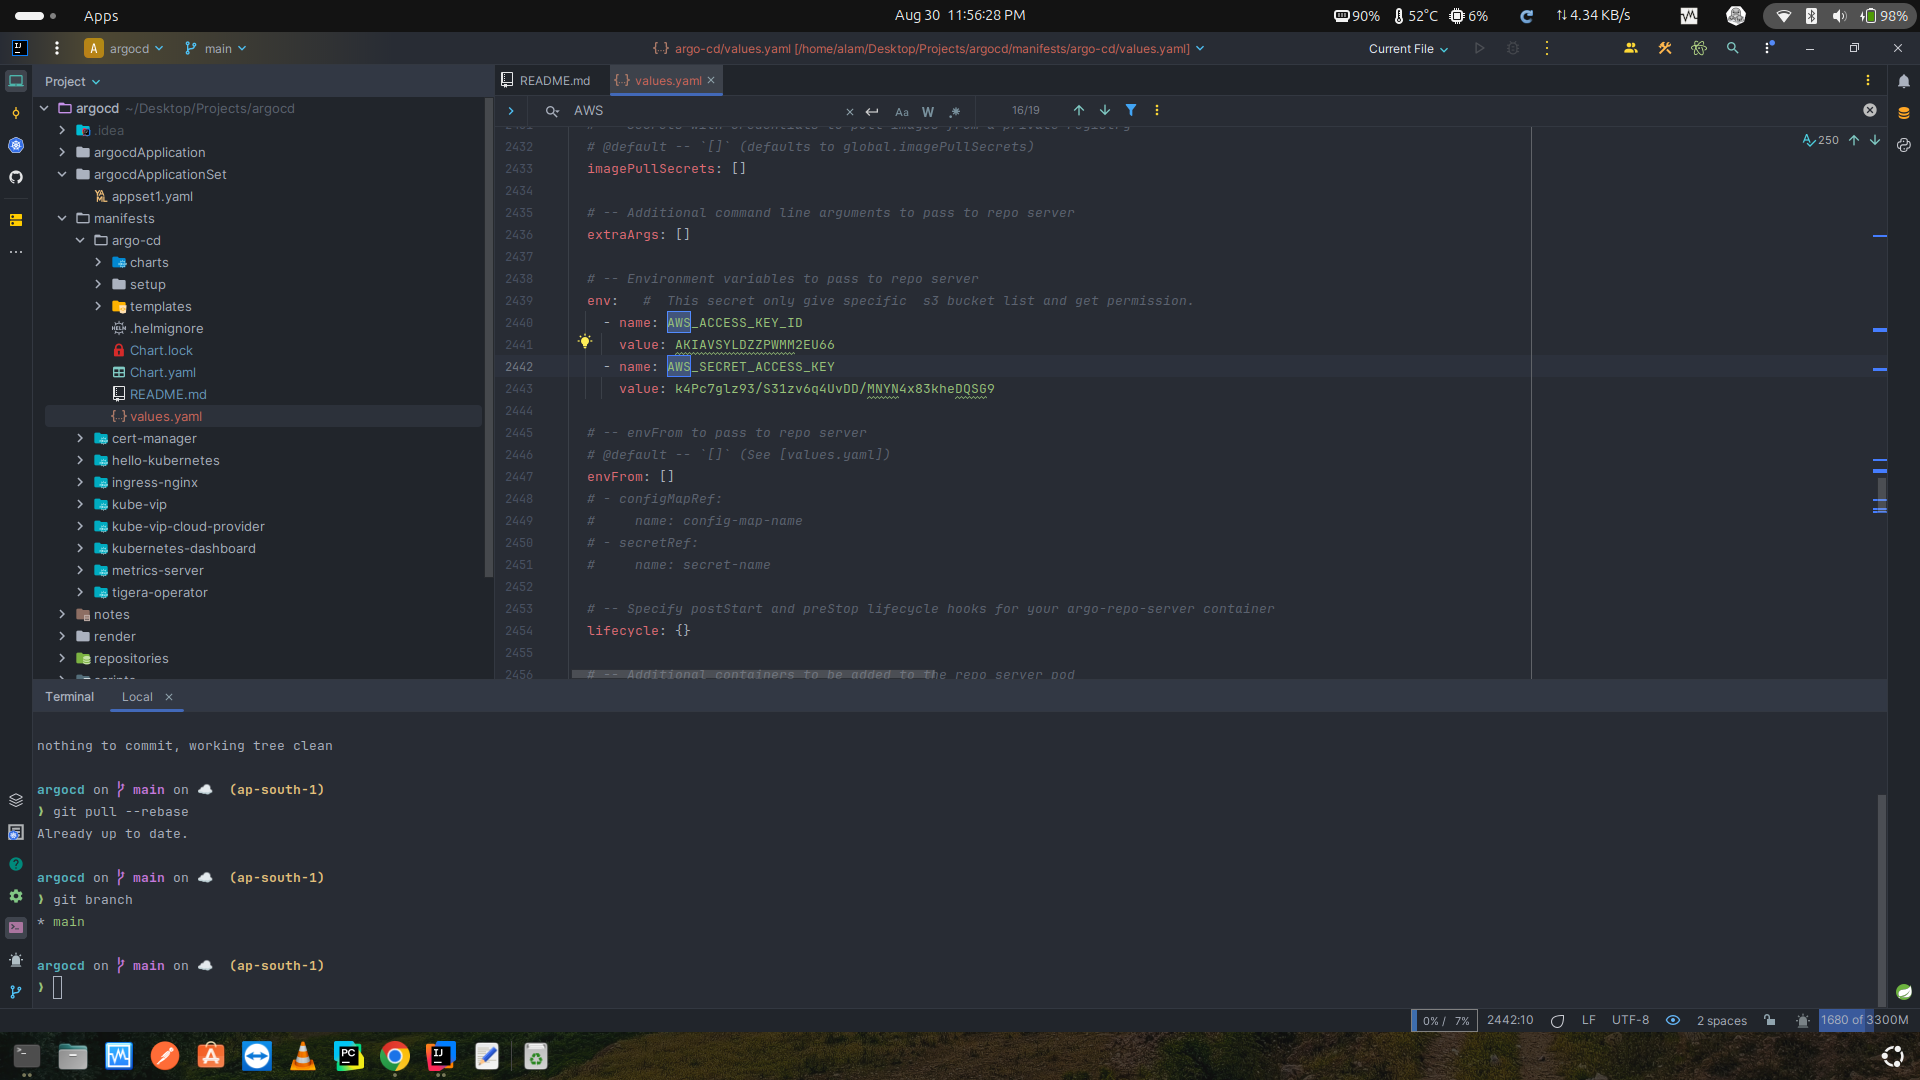 Apps
Aug 30 11:56:28 PM
90%
52°C
6%
4.34 KB/s
98%
A
argocd
main
argo-cd/values.yaml [/home/alam/Desktop/Projects/argocd/manifests/argo-cd/values.yaml]
Current File
Project
README.md
values.yaml
argocd ~/Desktop/Projects/argocd
.idea
argocdApplication
argocdApplicationSet
appset1.yaml
manifests
argo-cd
charts
setup
templates
.helmignore
Chart.lock
Chart.yaml
README.md
values.yaml
cert-manager
hello-kubernetes
ingress-nginx
kube-vip
kube-vip-cloud-provider
kubernetes-dashboard
metrics-server
tigera-operator
notes
render
repositories
scripts
AWS
Aa
W
16/19
250
2431 # -- Secrets with credentials to pull images from a private registry
2432 # @default -- `[]` (defaults to global.imagePullSecrets)
2433 imagePullSecrets: []
2434
2435 # -- Additional command line arguments to pass to repo server
2436 extraArgs: []
2437
2438 # -- Environment variables to pass to repo server
2439 env:   #  This secret only give specific  s3 bucket list and get permission.
2440 - name: AWS_ACCESS_KEY_ID
2441 value: AKIAVSYLDZZPWMM2EU66
2442 - name: AWS_SECRET_ACCESS_KEY
2443 value: 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
2444
2445 # -- envFrom to pass to repo server
2446 # @default -- `[]` (See [values.yaml])
2447 envFrom: []
2448 # - configMapRef:
2449 #     name: config-map-name
2450 # - secretRef:
2451 #     name: secret-name
2452
2453 # -- Specify postStart and preStop lifecycle hooks for your argo-repo-server container
2454 lifecycle: {}
2455
2456 # -- Additional containers to be added to the repo server pod
Terminal
Local
nothing to commit, working tree clean
argocd on main on (ap-south-1)
❯ git pull --rebase
Already up to date.
argocd on main on (ap-south-1)
❯ git branch
* main
argocd on main on (ap-south-1)
❯
0% / 7%
2442:10
LF
UTF-8
2 spaces
1680 of 3300M